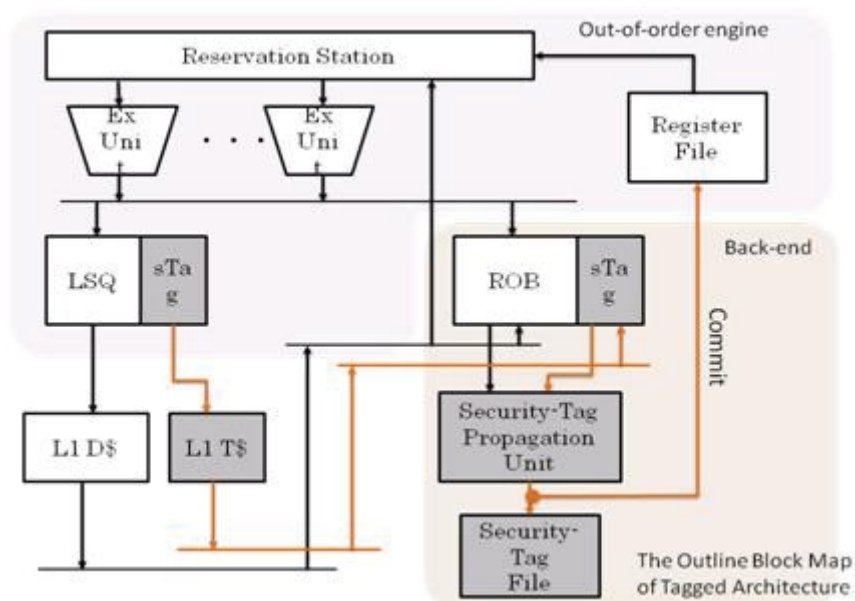 Out-of-order engine
Reservation Station
Ex
Uni
t
. . .
Ex
Uni
t
Register
File
Back-end
LSQ
sTa
g
ROB
sTa
g
Commit
L1 D$
L1 T$
Security-Tag
Propagation
Unit
Security-
Tag
File
The Outline Block Map
of Tagged Architecture